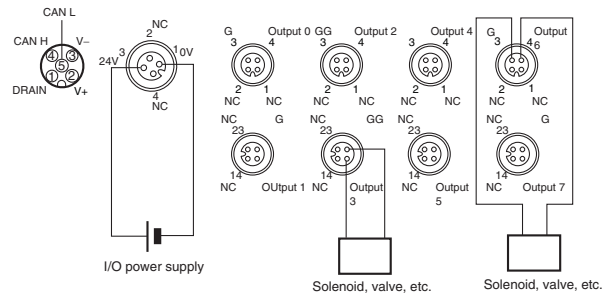 CAN L
CAN H
V–
4
3
5
1
2
DRAIN
V+
NC
2
3
1
0V
24V
4
NC
I/O power supply
G
Output 0
GG
Output 2
Output 4
G
3
4
3
4
3
4
3
4
6
2
1
2
1
2
1
2
1
NC
NC
NC
NC
NC
NC
NC
NC
NC
G
NC
GG
NC
NC
G
23
23
23
23
14
14
14
14
NC
OUtput 1
NC
Output
3
NC
Output
5
NC
Output 7
Solenoid, valve, etc.
Solenoid, valve, etc.